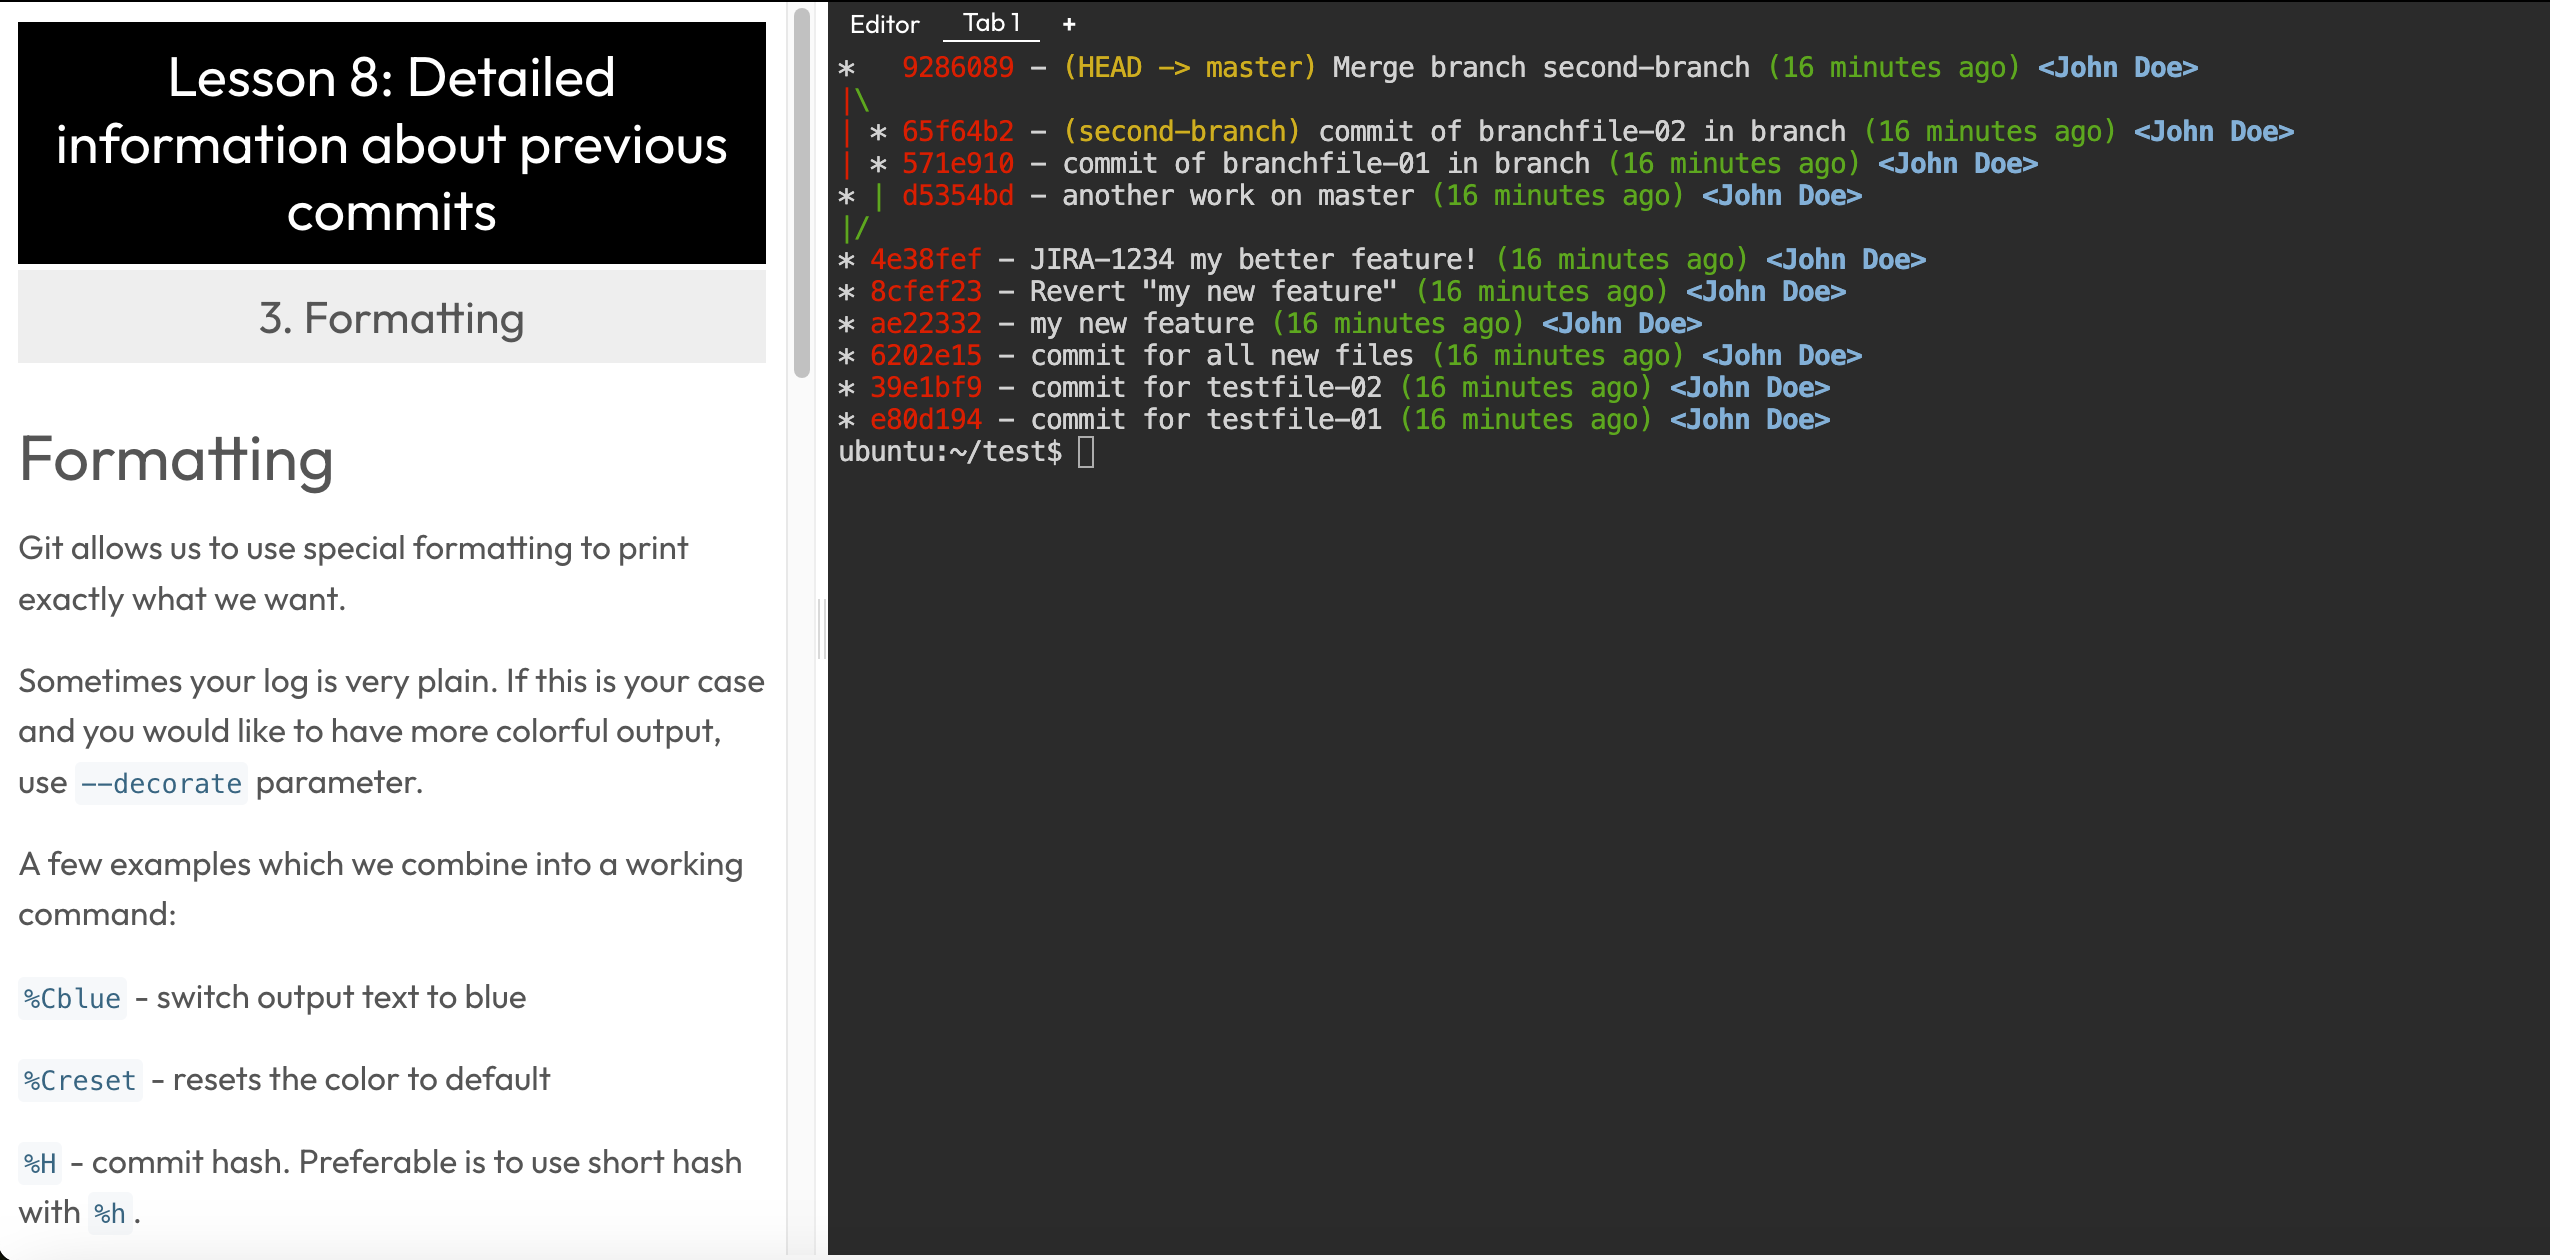 Lesson 8: Detailed
information about previous
commits
3. Formatting
Formatting
Git allows us to use special formatting to print
exactly what we want.
Sometimes your log is very plain. If this is your case
and you would like to have more colorful output,
use --decorate parameter.
A few examples which we combine into a working
command:
%Cblue - switch output text to blue
%Creset - resets the color to default
%H - commit hash. Preferable is to use short hash
with %h.
Editor Tab 1 +
*   9286089 - (HEAD -> master) Merge branch second-branch (16 minutes ago) <John Doe>
|\
| * 65f64b2 - (second-branch) commit of branchfile-02 in branch (16 minutes ago) <John Doe>
| * 571e910 - commit of branchfile-01 in branch (16 minutes ago) <John Doe>
* | d5354bd - another work on master (16 minutes ago) <John Doe>
|/
* 4e38fef - JIRA-1234 my better feature! (16 minutes ago) <John Doe>
* 8cfef23 - Revert "my new feature" (16 minutes ago) <John Doe>
* ae22332 - my new feature (16 minutes ago) <John Doe>
* 6202e15 - commit for all new files (16 minutes ago) <John Doe>
* 39e1bf9 - commit for testfile-02 (16 minutes ago) <John Doe>
* e80d194 - commit for testfile-01 (16 minutes ago) <John Doe>
ubuntu:~/test$